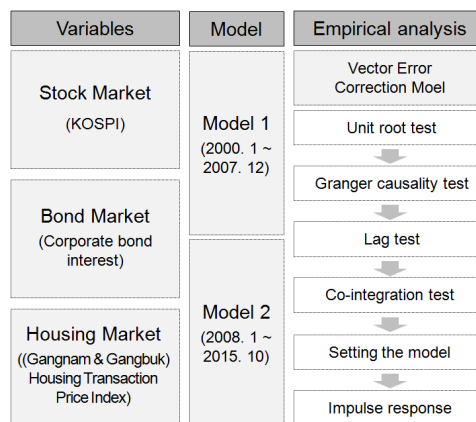 Variables
Stock Market
(KOSPI)
Bond Market
(Corporate bond
interest)
Housing Market
((Gangnam & Gangbuk)
Housing Transaction
Price Index)
Model
Model 1
(2000. 1 ~
2007. 12)
Model 2
(2008. 1 ~
2015. 10)
Empirical analysis
Vector Error
Correction Moel
Unit root test
Granger causality test
Lag test
Co-integration test
Setting the model
Impulse response